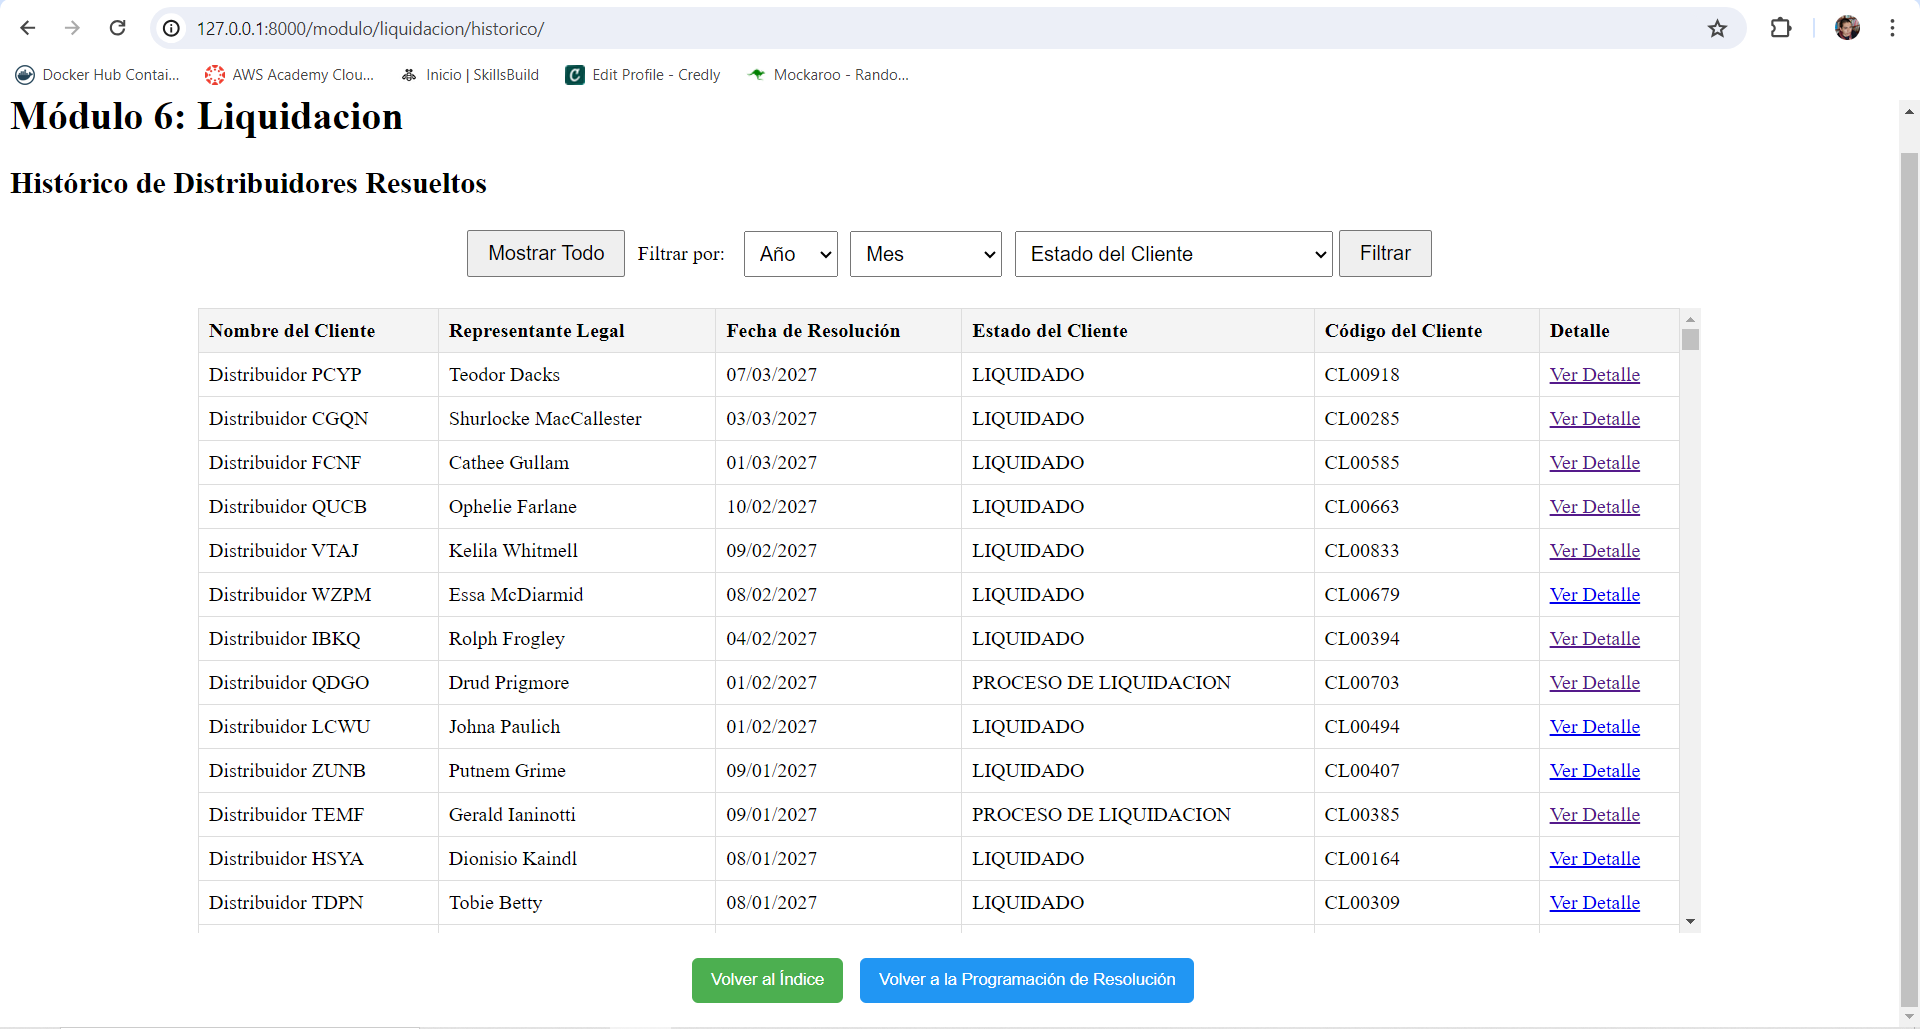 127.0.0.1:8000/modulo/liquidacion/historico/
Docker Hub Contai... AWS Academy Clou... Inicio | SkillsBuild Edit Profile - Credly Mockaroo - Rando...
Módulo 6: Liquidacion
Histórico de Distribuidores Resueltos
Mostrar Todo Filtrar por: Año Mes Estado del Cliente Filtrar
Nombre del Cliente Representante Legal Fecha de Resolución Estado del Cliente Código del Cliente Detalle
Distribuidor PCYP Teodor Dacks 07/03/2027 LIQUIDADO CL00918 Ver Detalle
Distribuidor CGQN Shurlocke MacCallester 03/03/2027 LIQUIDADO CL00285 Ver Detalle
Distribuidor FCNF Cathee Gullam 01/03/2027 LIQUIDADO CL00585 Ver Detalle
Distribuidor QUCB Ophelie Farlane 10/02/2027 LIQUIDADO CL00663 Ver Detalle
Distribuidor VTAJ Kelila Whitmell 09/02/2027 LIQUIDADO CL00833 Ver Detalle
Distribuidor WZPM Essa McDiarmid 08/02/2027 LIQUIDADO CL00679 Ver Detalle
Distribuidor IBKQ Rolph Frogley 04/02/2027 LIQUIDADO CL00394 Ver Detalle
Distribuidor QDGO Drud Prigmore 01/02/2027 PROCESO DE LIQUIDACION CL00703 Ver Detalle
Distribuidor LCWU Johna Paulich 01/02/2027 LIQUIDADO CL00494 Ver Detalle
Distribuidor ZUNB Putnem Grime 09/01/2027 LIQUIDADO CL00407 Ver Detalle
Distribuidor TEMF Gerald Ianinotti 09/01/2027 PROCESO DE LIQUIDACION CL00385 Ver Detalle
Distribuidor HSYA Dionisio Kaindl 08/01/2027 LIQUIDADO CL00164 Ver Detalle
Distribuidor TDPN Tobie Betty 08/01/2027 LIQUIDADO CL00309 Ver Detalle
Volver al Índice Volver a la Programación de Resolución